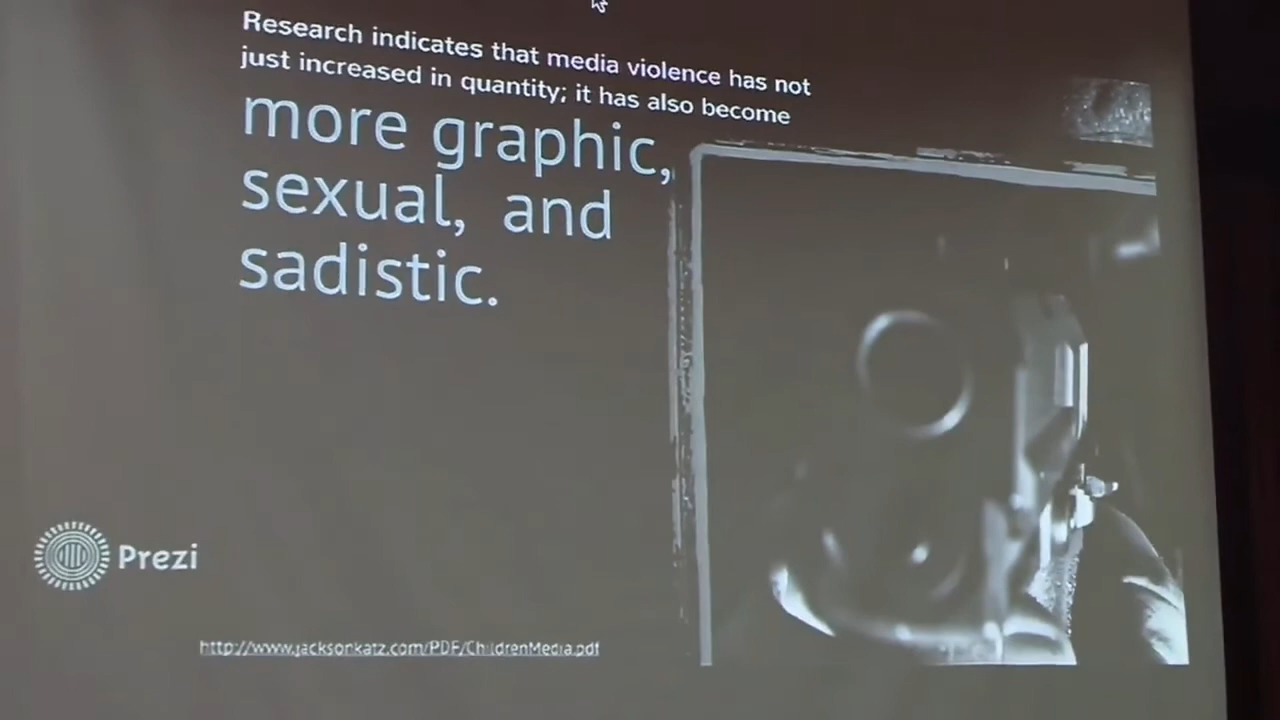 Research indicates that media violence has not
just increased in quantity; it has also become
more graphic,
sexual, and
sadistic.
Prezi
http://www.jacksonkatz.com/PDF/ChildrenMedia.pdf